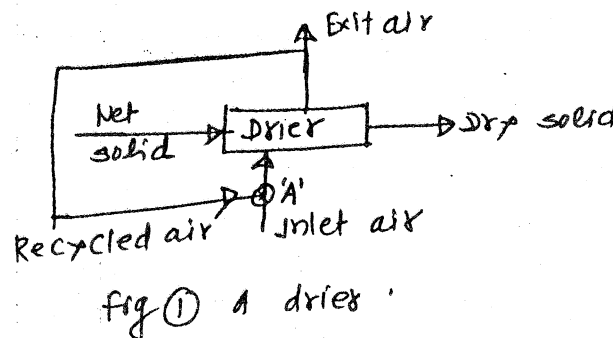 Exit air
Wet
solid
Drier
Dry solid
'A'
Recycled air
Inlet air
fig ① A drier.